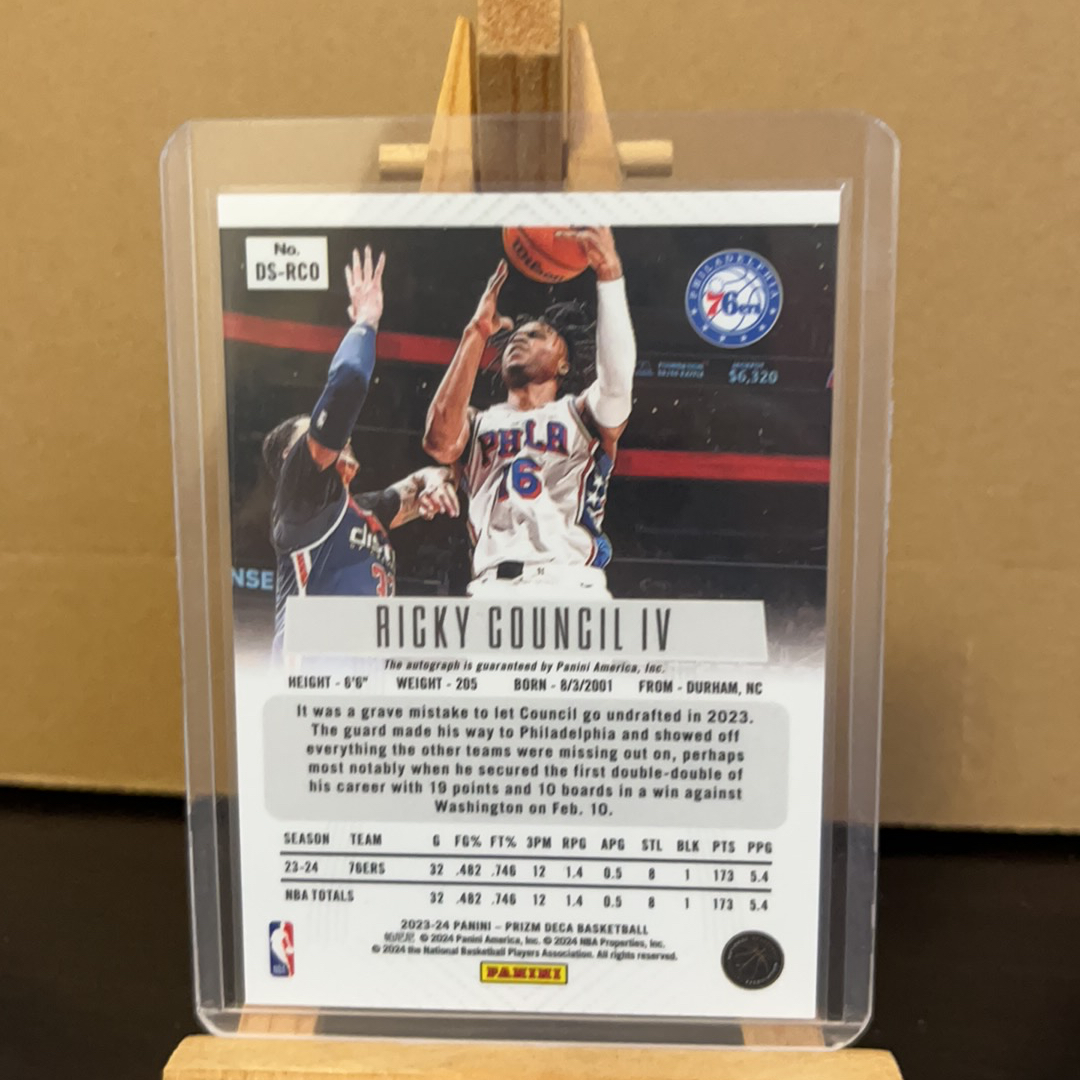 No.
DS-RCO
Wilson
PHILADELPHIA
76ers
$6,320
PHILA
16
dis
3
NSE
RICKY COUNCIL IV
The autograph is guaranteed by Panini America, Inc.
HEIGHT - 6'6" WEIGHT - 205 BORN - 8/3/2001 FROM - DURHAM, NC
It was a grave mistake to let Council go undrafted in 2023.
The guard made his way to Philadelphia and showed off
everything the other teams were missing out on, perhaps
most notably when he secured the first double-double of
his career with 19 points and 10 boards in a win against
Washington on Feb. 10.
SEASON TEAM G FG% FT% 3PM RPG APG STL BLK PTS PPG
23-24 76ERS 32 .482 .746 12 1.4 0.5 8 1 173 5.4
NBA TOTALS 32 .482 .746 12 1.4 0.5 8 1 173 5.4
2023-24 PANINI – PRIZM DECA BASKETBALL
© 2024 Panini America, Inc. © 2024 NBA Properties, Inc.
© 2024 the National Basketball Players Association. All rights reserved.
PANINI